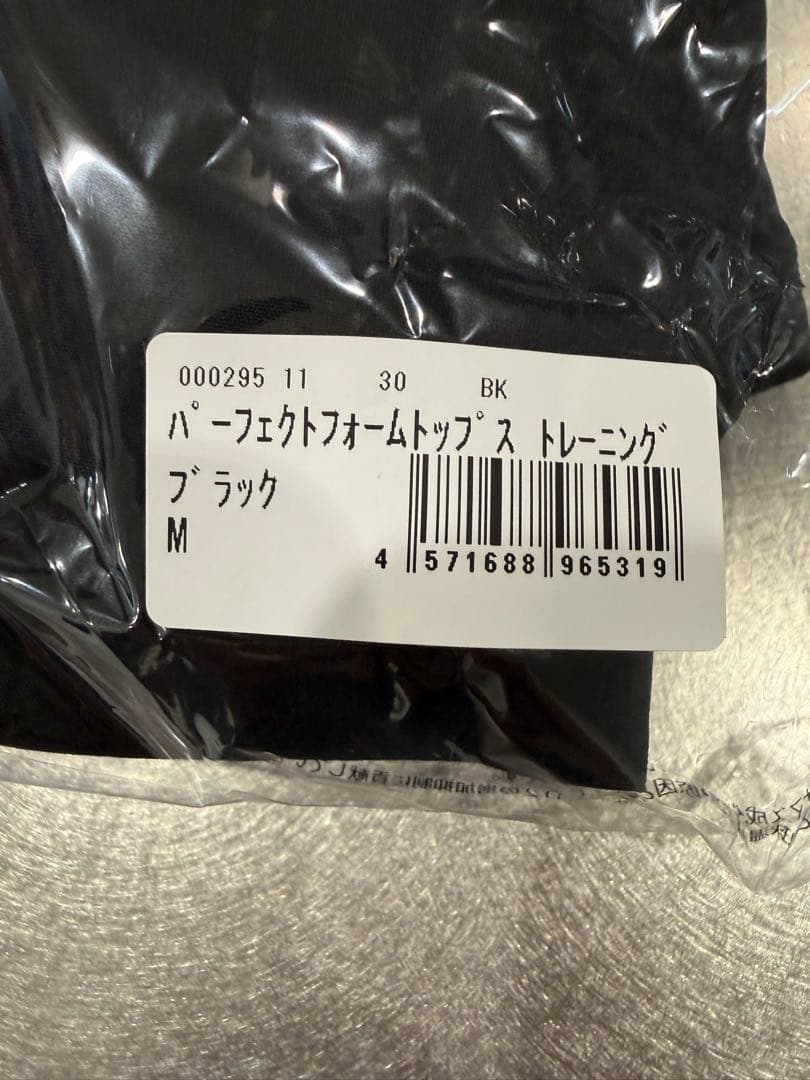 000295 11 30 BK
パーフェクトフォームトップス トレーニング
ブラック
M
4 571688 965319